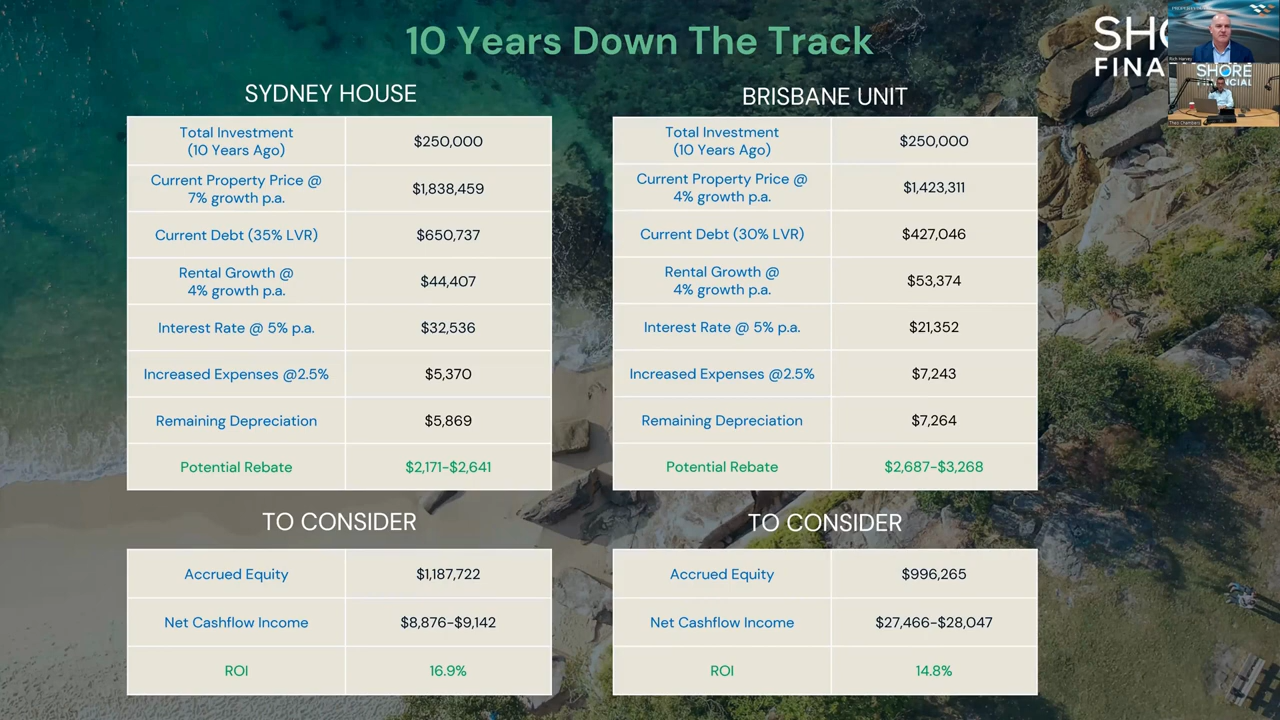 10 Years Down The Track
SHO
FINA
SYDNEY HOUSE
Total Investment
(10 Years Ago)
$250,000
Current Property Price @
7% growth p.a.
$1,838,459
Current Debt (35% LVR)
$650,737
Rental Growth @
4% growth p.a.
$44,407
Interest Rate @ 5% p.a.
$32,536
Increased Expenses @2.5%
$5,370
Remaining Depreciation
$5,869
Potential Rebate
$2,171-$2,641
TO CONSIDER
Accrued Equity
$1,187,722
Net Cashflow Income
$8,876-$9,142
ROI
16.9%
BRISBANE UNIT
Total Investment
(10 Years Ago)
$250,000
Current Property Price @
4% growth p.a.
$1,423,311
Current Debt (30% LVR)
$427,046
Rental Growth @
4% growth p.a.
$53,374
Interest Rate @ 5% p.a.
$21,352
Increased Expenses @2.5%
$7,243
Remaining Depreciation
$7,264
Potential Rebate
$2,687-$3,268
TO CONSIDER
Accrued Equity
$996,265
Net Cashflow Income
$27,466-$28,047
ROI
14.8%
Rich Harvey
SHORE
FINANCIAL
Theo Chambers